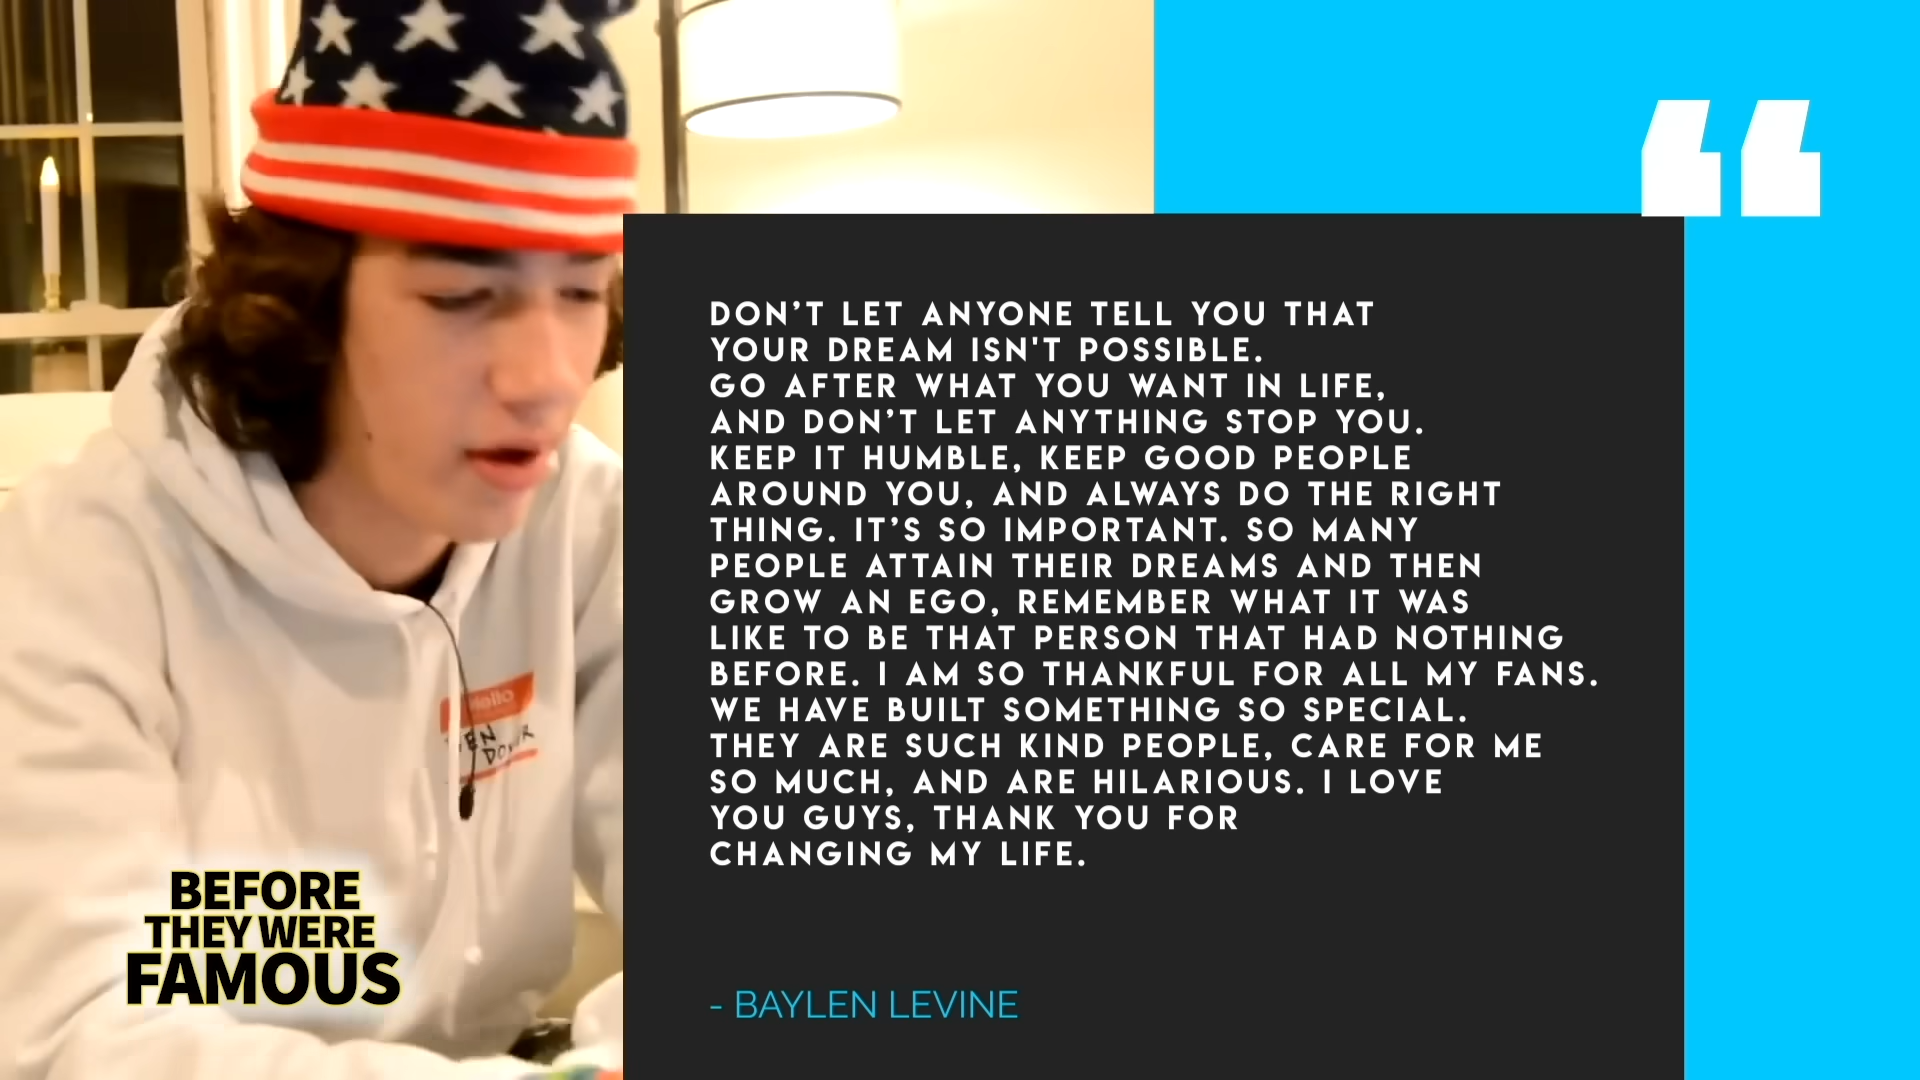 DON’T LET ANYONE TELL YOU THAT
YOUR DREAM ISN'T POSSIBLE.
GO AFTER WHAT YOU WANT IN LIFE,
AND DON’T LET ANYTHING STOP YOU.
KEEP IT HUMBLE, KEEP GOOD PEOPLE
AROUND YOU, AND ALWAYS DO THE RIGHT
THING. IT’S SO IMPORTANT. SO MANY
PEOPLE ATTAIN THEIR DREAMS AND THEN
GROW AN EGO, REMEMBER WHAT IT WAS
LIKE TO BE THAT PERSON THAT HAD NOTHING
BEFORE. I AM SO THANKFUL FOR ALL MY FANS.
WE HAVE BUILT SOMETHING SO SPECIAL.
THEY ARE SUCH KIND PEOPLE, CARE FOR ME
SO MUCH, AND ARE HILARIOUS. I LOVE
YOU GUYS, THANK YOU FOR
CHANGING MY LIFE.
- BAYLEN LEVINE
Hello
BEFORE
THEY WERE
FAMOUS